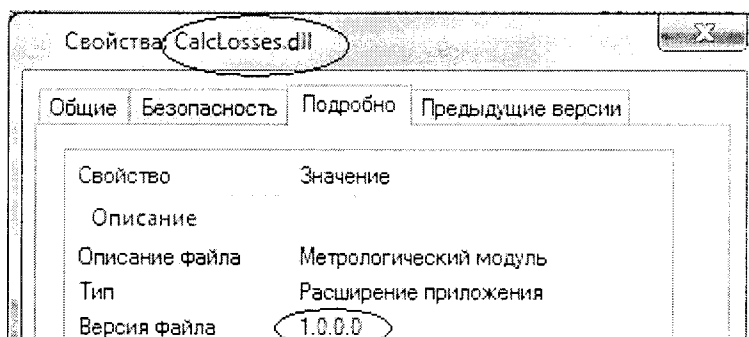 Свойства: CalcLosses.dll
Общие Безопасность Подробно Предыдущие версии
Свойство Значение
Описание
Описание файла Метрологический модуль
Тип Расширение приложения
Версия файла 1.0.0.0